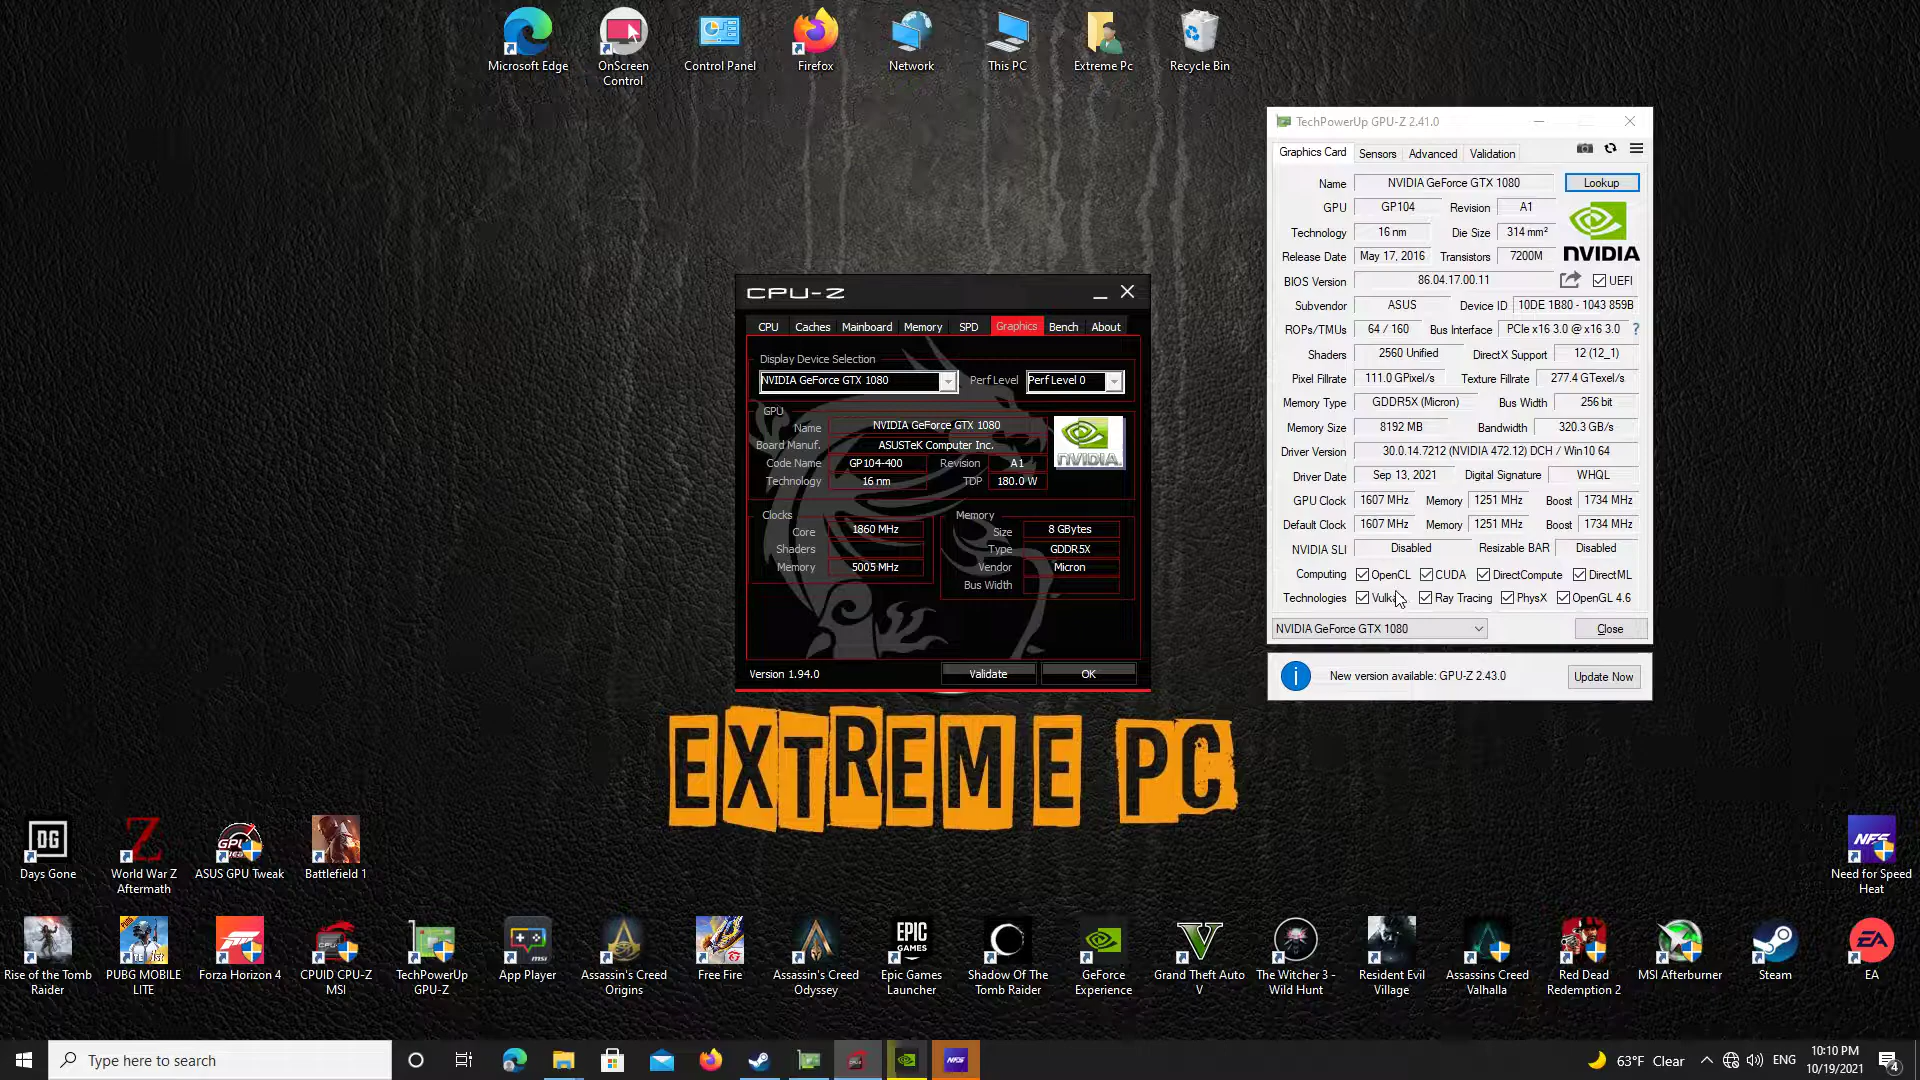 Microsoft Edge
OnScreen Control
Control Panel
Firefox
Network
This PC
Extreme Pc
Recycle Bin
TechPowerUp GPU-Z 2.41.0
Graphics Card Sensors Advanced Validation
Name NVIDIA GeForce GTX 1080 Lookup
GPU GP104 Revision A1
Technology 16 nm Die Size 314 mm²
Release Date May 17, 2016 Transistors 7200M
NVIDIA
BIOS Version 86.04.17.00.11 UEFI
Subvendor ASUS Device ID 10DE 1B80 - 1043 859B
ROPs/TMUs 64 / 160 Bus Interface PCIe x16 3.0 @ x16 3.0 ?
Shaders 2560 Unified DirectX Support 12 (12_1)
Pixel Fillrate 111.0 GPixel/s Texture Fillrate 277.4 GTexel/s
Memory Type GDDR5X (Micron) Bus Width 256 bit
Memory Size 8192 MB Bandwidth 320.3 GB/s
Driver Version 30.0.14.7212 (NVIDIA 472.12) DCH / Win10 64
Driver Date Sep 13, 2021 Digital Signature WHQL
GPU Clock 1607 MHz Memory 1251 MHz Boost 1734 MHz
Default Clock 1607 MHz Memory 1251 MHz Boost 1734 MHz
NVIDIA SLI Disabled Resizable BAR Disabled
Computing OpenCL CUDA DirectCompute DirectML
Technologies Vulkan Ray Tracing PhysX OpenGL 4.6
NVIDIA GeForce GTX 1080 Close
New version available: GPU-Z 2.43.0 Update Now
CPU-Z
CPU Caches Mainboard Memory SPD Graphics Bench About
Display Device Selection
NVIDIA GeForce GTX 1080 Perf Level Perf Level 0
GPU
Name NVIDIA GeForce GTX 1080
Board Manuf. ASUSTeK Computer Inc.
Code Name GP104-400 Revision A1
Technology 16 nm TDP 180.0 W
NVIDIA.
Clocks
Core 1860 MHz
Shaders
Memory 5005 MHz
Memory
Size 8 GBytes
Type GDDR5X
Vendor Micron
Bus Width
Version 1.94.0 Validate OK
EXTREME PC
DG
Days Gone
World War Z Aftermath
ASUS GPU Tweak
Battlefield 1
NFS
Need for Speed Heat
Rise of the Tomb Raider
PUBG MOBILE LITE
Forza Horizon 4
CPUID CPU-Z MSI
TechPowerUp GPU-Z
App Player
Assassin's Creed Origins
Free Fire
Assassin's Creed Odyssey
EPIC GAMES
Epic Games Launcher
Shadow Of The Tomb Raider
GeForce Experience
Grand Theft Auto V
The Witcher 3 - Wild Hunt
Resident Evil Village
Assassins Creed Valhalla
Red Dead Redemption 2
MSI Afterburner
Steam
EA
EA
Type here to search
NFS
63°F Clear
ENG
10:10 PM
10/19/2021
4